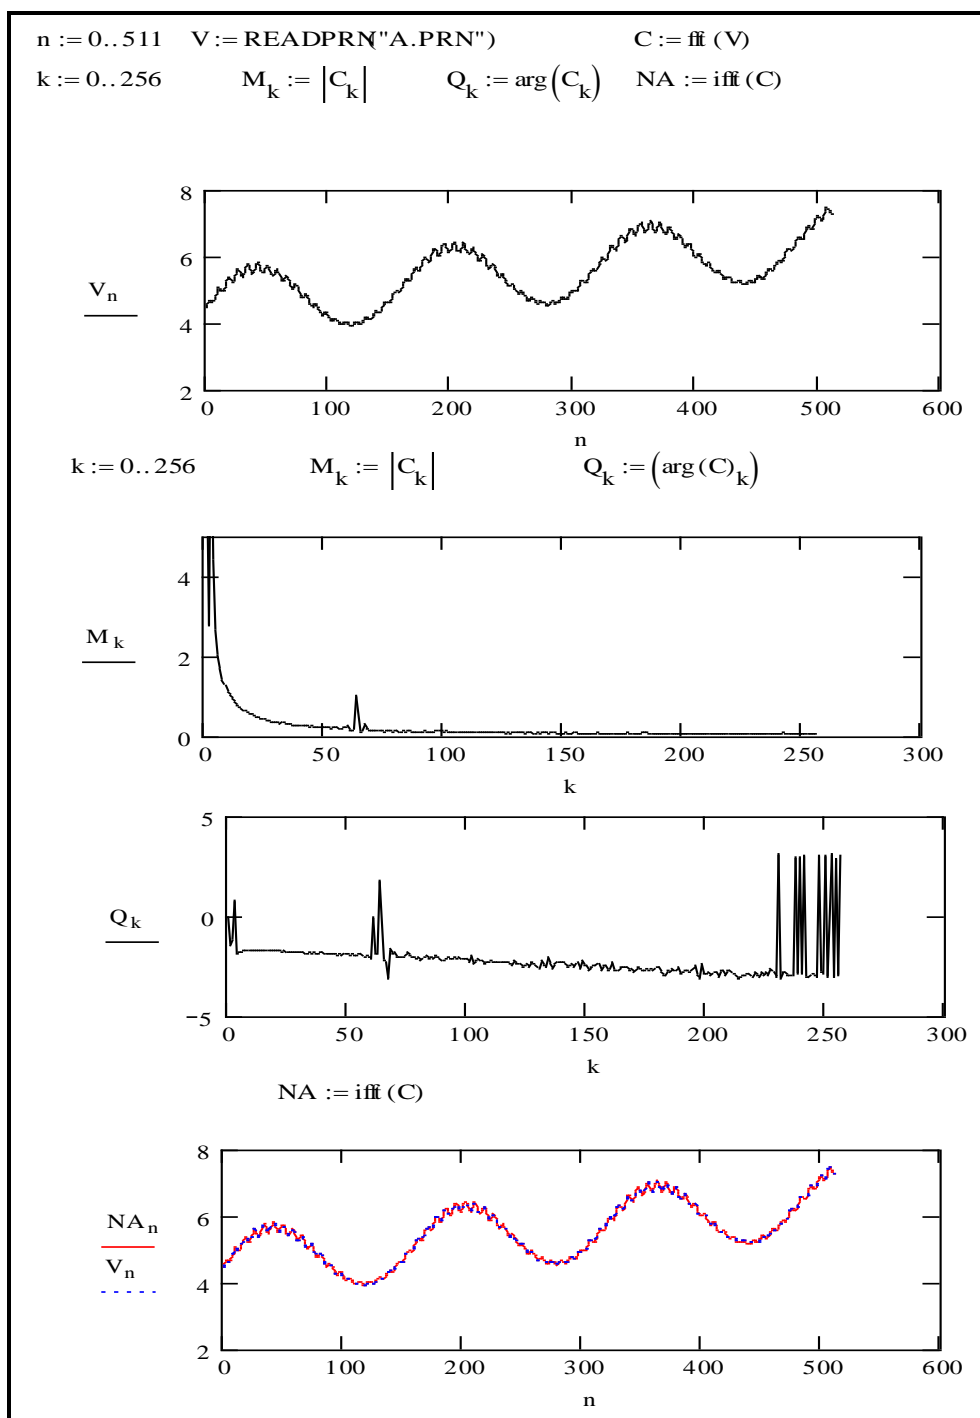 n := 0..511 V := READPRN("A.PRN") C := fft (V)
k := 0..256 M_k := |C_k| Q_k := arg(C_k) NA := ifft (C)
8
6
V_n
4
2
0 100 200 300 400 500 600
n
k := 0..256 M_k := |C_k| Q_k := (arg(C)_k)
4
M_k
2
0
0 50 100 150 200 250 300
k
5
Q_k 0
−5
0 50 100 150 200 250 300
k
NA := ifft (C)
8
NA_n 6
V_n
4
2
0 100 200 300 400 500 600
n